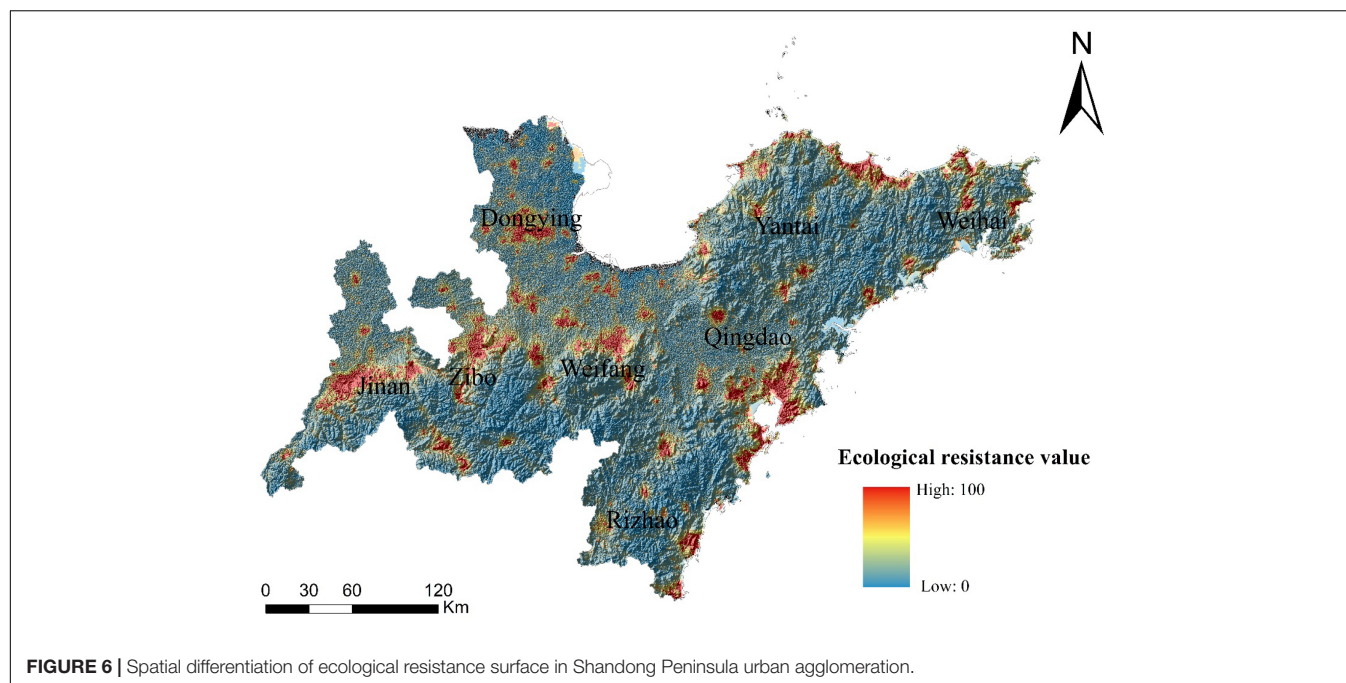 N
Dongying
Yantai
Weihai
Qingdao
Jinan
Zibo
Weifang
Rizhao
Ecological resistance value
High: 100
Low: 0
0 30 60 120
Km
FIGURE 6 | Spatial differentiation of ecological resistance surface in Shandong Peninsula urban agglomeration.